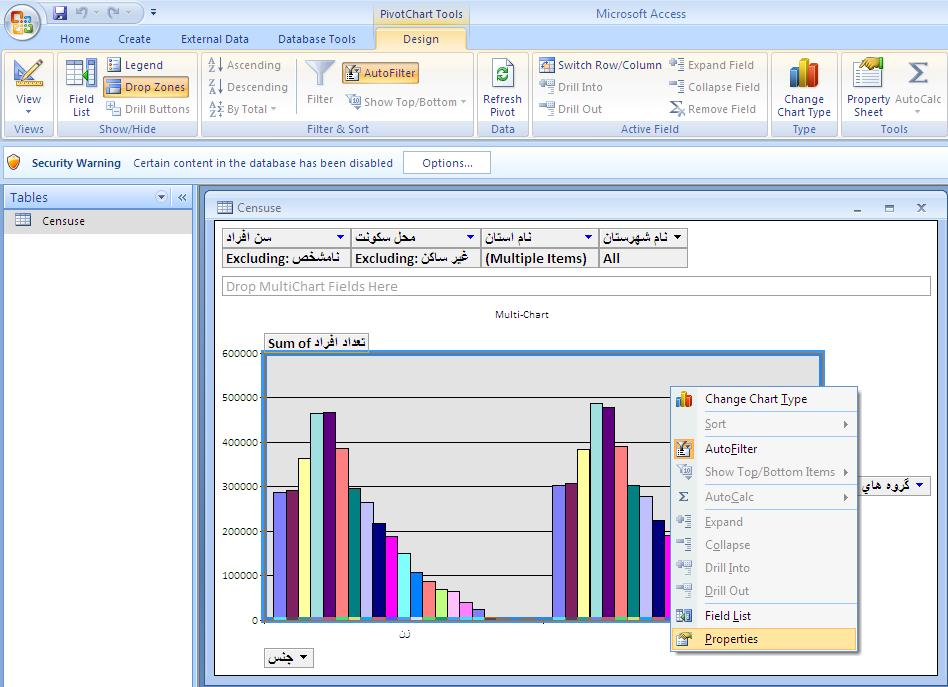 PivotChart Tools
Microsoft Access
Home Create External Data Database Tools Design
View
Field List
Legend
Drop Zones
Drill Buttons
Ascending
Descending
By Total
Filter
AutoFilter
Show Top/Bottom
Refresh Pivot
Switch Row/Column
Drill Into
Drill Out
Expand Field
Collapse Field
Remove Field
Change Chart Type
Property Sheet
AutoCalc
Views Show/Hide Filter & Sort Data Active Field Type Tools
Security Warning Certain content in the database has been disabled Options...
Tables «
Censuse
Censuse
سن افراد
محل سکونت
نام استان
نام شهرستان
Excluding: نامشخص
Excluding: غير ساکن
(Multiple Items)
All
Drop MultiChart Fields Here
Multi-Chart
Sum of تعداد افراد
600000
500000
400000
300000
200000
100000
0
زن
جنس
گروه هاي
Change Chart Type
Sort
AutoFilter
Show Top/Bottom Items
AutoCalc
Expand
Collapse
Drill Into
Drill Out
Field List
Properties